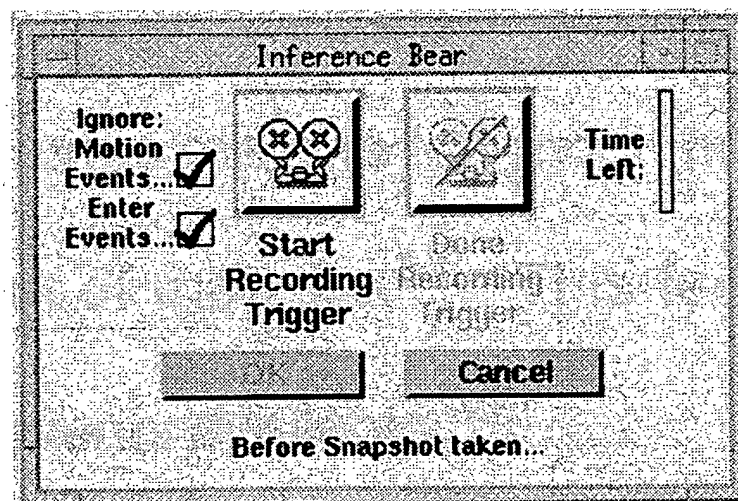 Inference Bear
Ignore:
Motion
Events...
Enter
Events...
Start
Recording
Trigger
Done
Recording
Trigger
Time
Left:
OK
Cancel
Before Snapshot taken...